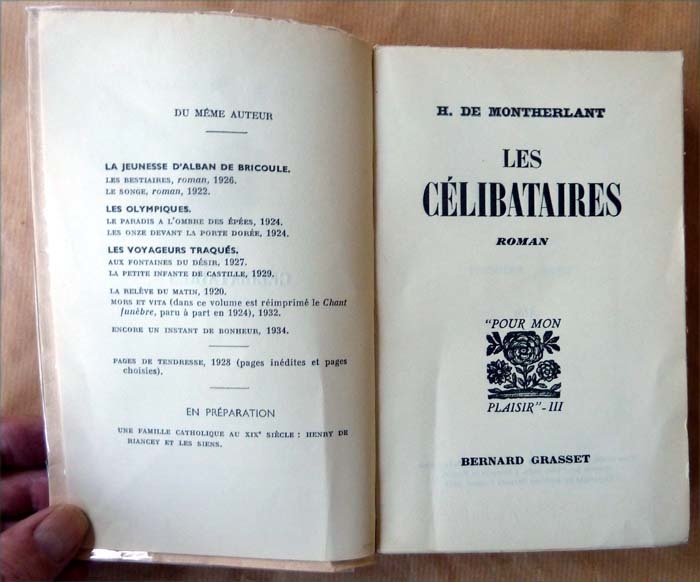 DU MÊME AUTEUR
LA JEUNESSE D'ALBAN DE BRICOULE.
LES BESTIAIRES, roman, 1926.
LE SONGE, roman, 1922.
LES OLYMPIQUES.
LE PARADIS A L'OMBRE DES ÉPÉES, 1924.
LES ONZE DEVANT LA PORTE DORÉE, 1924.
LES VOYAGEURS TRAQUÉS.
AUX FONTAINES DU DÉSIR, 1927.
LA PETITE INFANTE DE CASTILLE, 1929.
LA RELÈVE DU MATIN, 1920.
MORS ET VITA (dans ce volume est réimprimé le Chant
funèbre, paru à part en 1924), 1932.
ENCORE UN INSTANT DE BONHEUR, 1934.
PAGES DE TENDRESSE, 1928 (pages inédites et pages
choisies).
EN PRÉPARATION
UNE FAMILLE CATHOLIQUE AU XIXe SIÈCLE : HENRY DE
RIANCEY ET LES SIENS.
H. DE MONTHERLANT
LES
CÉLIBATAIRES
ROMAN
"POUR MON
PLAISIR"-III
BERNARD GRASSET